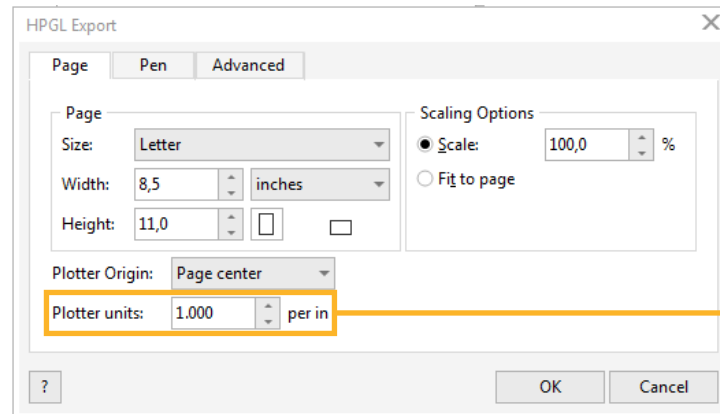 HPGL Export
Page Pen Advanced
Page
Size: Letter
Width: 8,5 inches
Height: 11,0
Scaling Options
Scale: 100,0 %
Fit to page
Plotter Origin: Page center
Plotter units: 1.000 per in
? OK Cancel